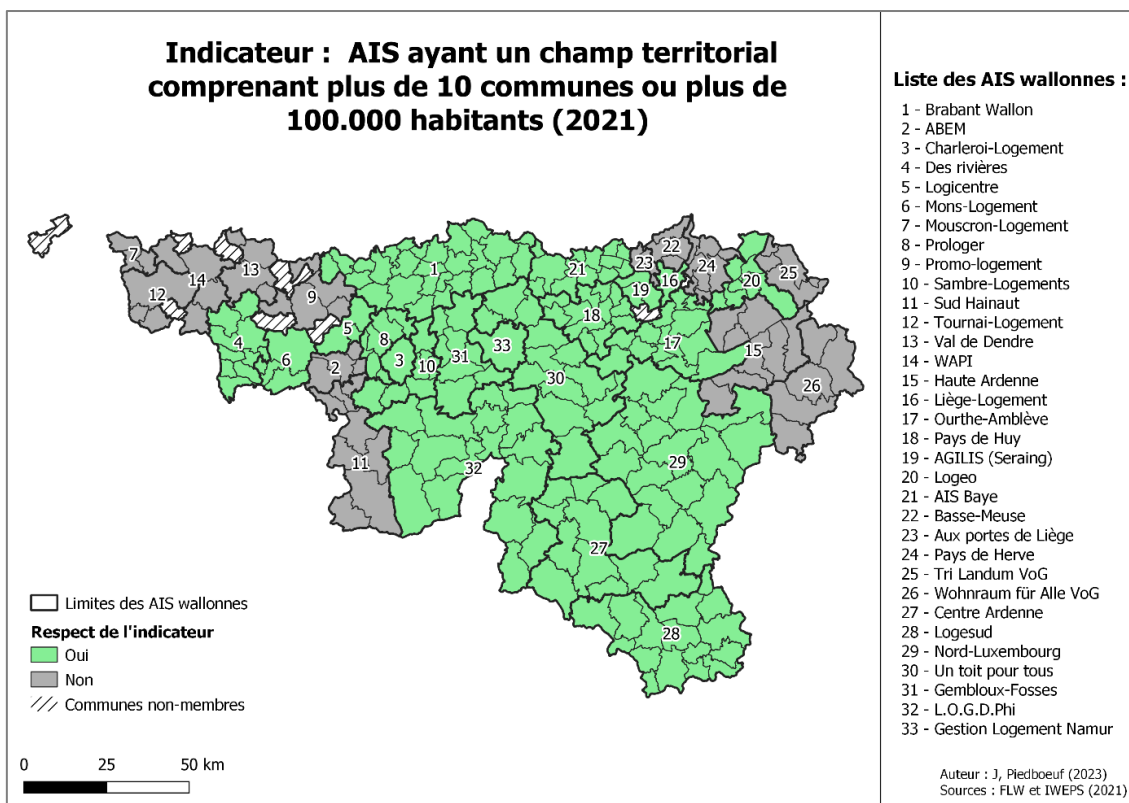 Indicateur : AIS ayant un champ territorial
comprenant plus de 10 communes ou plus de
100.000 habitants (2021)
1
2
3
4
5
6
7
8
9
10
11
12
13
14
15
16
17
18
19
20
21
22
23
24
25
26
27
28
29
30
31
32
33
Limites des AIS wallonnes
Respect de l'indicateur
Oui
Non
Communes non-membres
0 25 50 km
Liste des AIS wallonnes :
1 - Brabant Wallon
2 - ABEM
3 - Charleroi-Logement
4 - Des rivières
5 - Logicentre
6 - Mons-Logement
7 - Mouscron-Logement
8 - Prologer
9 - Promo-logement
10 - Sambre-Logements
11 - Sud Hainaut
12 - Tournai-Logement
13 - Val de Dendre
14 - WAPI
15 - Haute Ardenne
16 - Liège-Logement
17 - Ourthe-Amblève
18 - Pays de Huy
19 - AGILIS (Seraing)
20 - Logeo
21 - AIS Baye
22 - Basse-Meuse
23 - Aux portes de Liège
24 - Pays de Herve
25 - Tri Landum VoG
26 - Wohnraum für Alle VoG
27 - Centre Ardenne
28 - Logesud
29 - Nord-Luxembourg
30 - Un toit pour tous
31 - Gembloux-Fosses
32 - L.O.G.D.Phi
33 - Gestion Logement Namur
Auteur : J, Piedboeuf (2023)
Sources : FLW et IWEPS (2021)